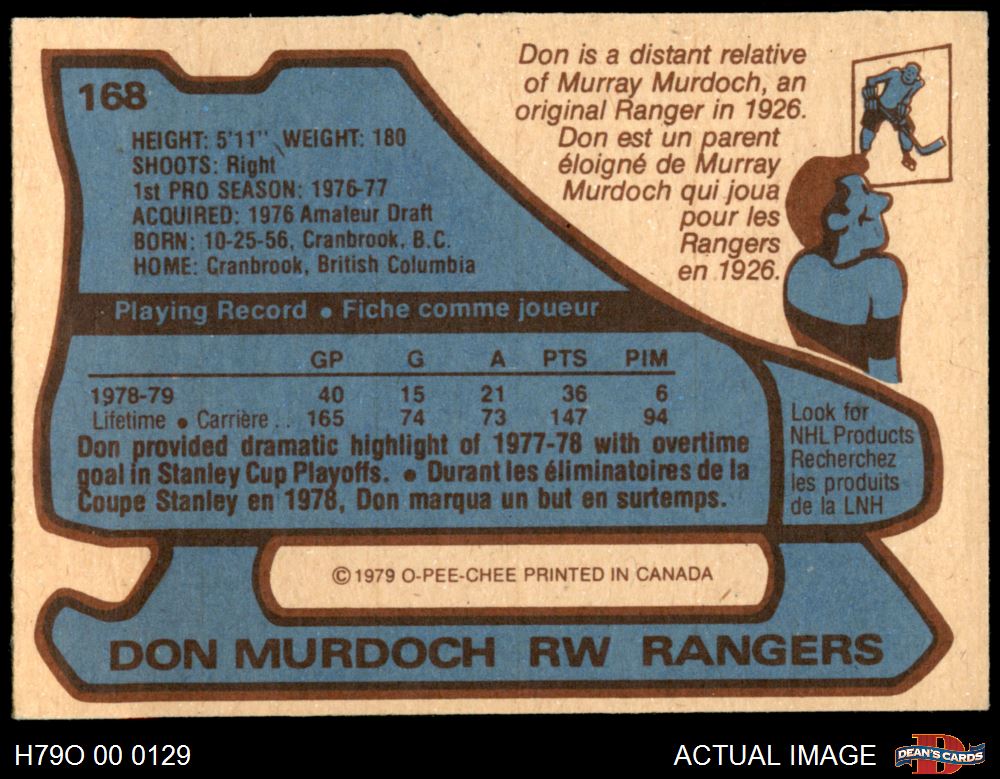 168
HEIGHT: 5'11" WEIGHT: 180
SHOOTS: Right
1st PRO SEASON: 1976-77
ACQUIRED: 1976 Amateur Draft
BORN: 10-25-56, Cranbrook, B.C.
HOME: Cranbrook, British Columbia
Don is a distant relative
of Murray Murdoch, an
original Ranger in 1926.
Don est un parent
éloigné de Murray
Murdoch qui joua
pour les
Rangers
en 1926.
Playing Record • Fiche comme joueur
GP G A PTS PIM
1978-79 40 15 21 36 6
Lifetime • Carrière . . 165 74 73 147 94
Don provided dramatic highlight of 1977-78 with overtime
goal in Stanley Cup Playoffs. • Durant les éliminatoires de la
Coupe Stanley en 1978, Don marqua un but en surtemps.
Look for
NHL Products
Recherchez
les produits
de la LNH
© 1979 O-PEE-CHEE PRINTED IN CANADA
DON MURDOCH RW RANGERS
H79O 00 0129
ACTUAL IMAGE
DEAN'S CARDS